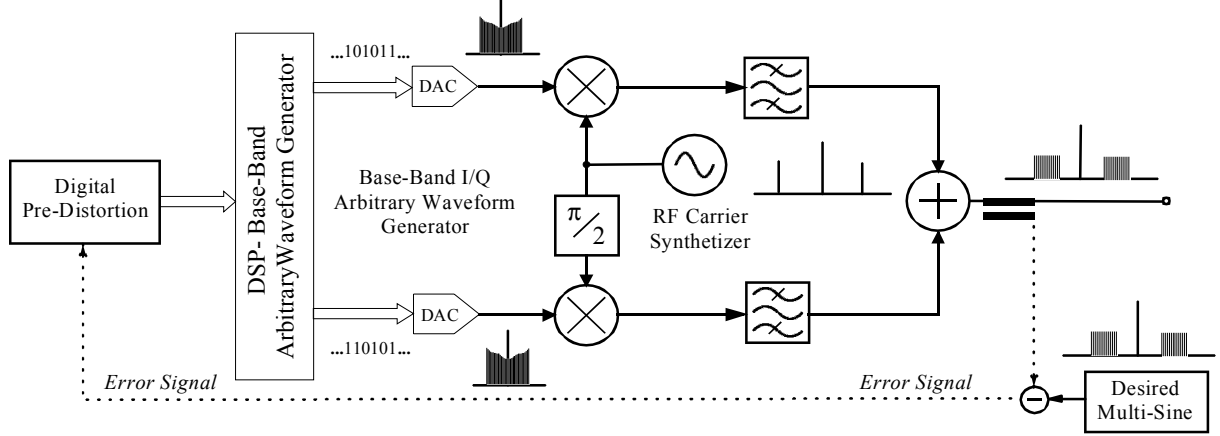 ...101011...
DAC
DSP- Base-Band
ArbitraryWaveform Generator
Digital
Pre-Distortion
Base-Band I/Q
Arbitrary Waveform
Generator
π/2
RF Carrier
Synthetizer
DAC
...110101...
Error Signal
Error Signal
Desired
Multi-Sine